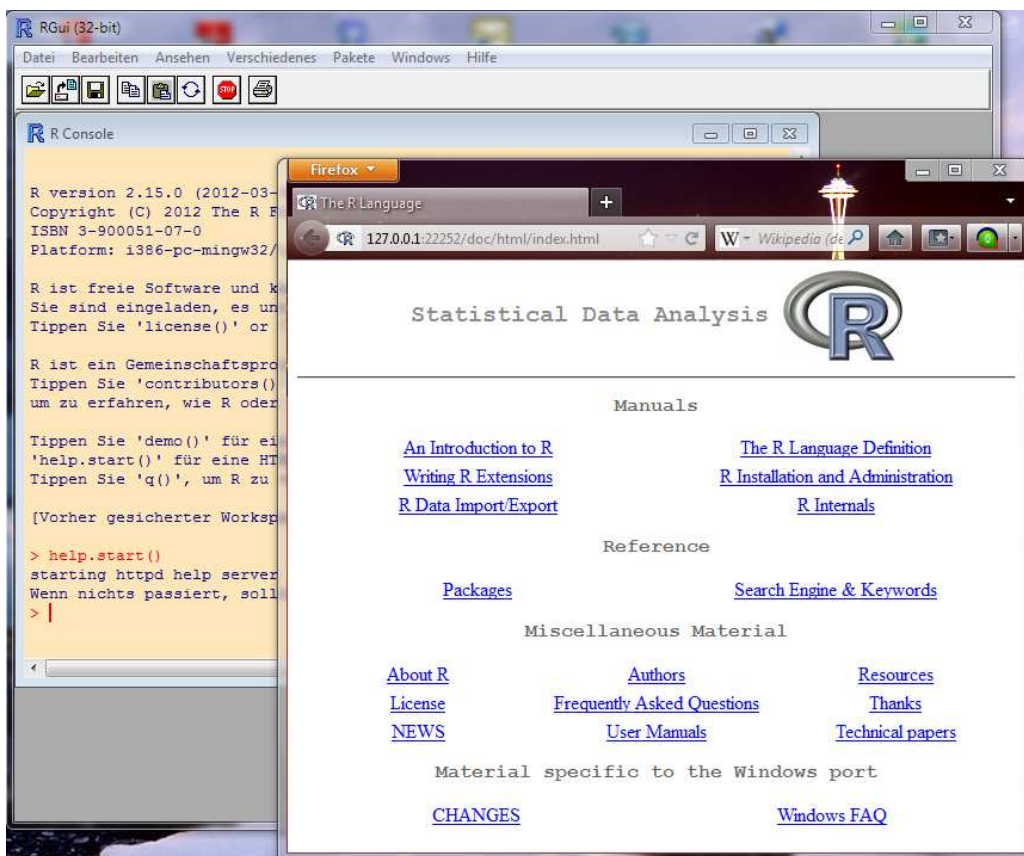 RGui (32-bit)
Datei Bearbeiten Ansehen Verschiedenes Pakete Windows Hilfe
STOP
R Console
R version 2.15.0 (2012-03-
Copyright (C) 2012 The R F
ISBN 3-900051-07-0
Platform: i386-pc-mingw32/
R ist freie Software und k
Sie sind eingeladen, es un
Tippen Sie 'license()' or
R ist ein Gemeinschaftspro
Tippen Sie 'contributors()
um zu erfahren, wie R oder
Tippen Sie 'demo()' für ei
'help.start()' für eine HT
Tippen Sie 'q()', um R zu
[Vorher gesicherter Worksp
> help.start()
starting httpd help server
Wenn nichts passiert, soll
>
Firefox
The R Language
127.0.0.1:22252/doc/html/index.html
W Wikipedia (de
Statistical Data Analysis R
Manuals
An Introduction to R The R Language Definition
Writing R Extensions R Installation and Administration
R Data Import/Export R Internals
Reference
Packages Search Engine & Keywords
Miscellaneous Material
About R Authors Resources
License Frequently Asked Questions Thanks
NEWS User Manuals Technical papers
Material specific to the Windows port
CHANGES Windows FAQ